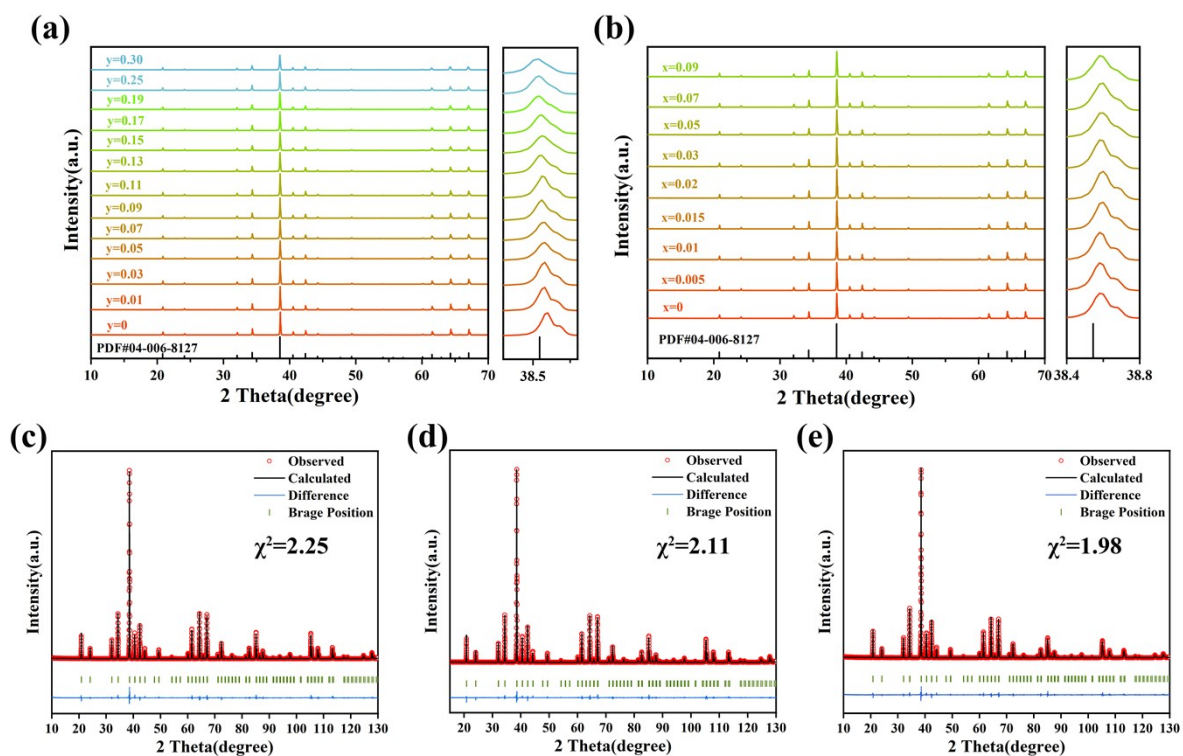 (a)
y=0.30
y=0.25
y=0.19
y=0.17
y=0.15
y=0.13
y=0.11
y=0.09
y=0.07
y=0.05
y=0.03
y=0.01
y=0
PDF#04-006-8127
Intensity(a.u.)
10 20 30 40 50 60 70
38.5
2 Theta(degree)
(b)
x=0.09
x=0.07
x=0.05
x=0.03
x=0.02
x=0.015
x=0.01
x=0.005
x=0
PDF#04-006-8127
Intensity(a.u.)
10 20 30 40 50 60 70
38.4 38.8
2 Theta(degree)
(c)
Observed
Calculated
Difference
Brage Position
χ²=2.25
Intensity(a.u.)
10 20 30 40 50 60 70 80 90 100 110 120 130
2 Theta(degree)
(d)
Observed
Calculated
Difference
Brage Position
χ²=2.11
Intensity(a.u.)
20 30 40 50 60 70 80 90 100 110 120 130
2 Theta(degree)
(e)
Observed
Calculated
Difference
Brage Position
χ²=1.98
Intensity(a.u.)
10 20 30 40 50 60 70 80 90 100 110 120 130
2 Theta(degree)